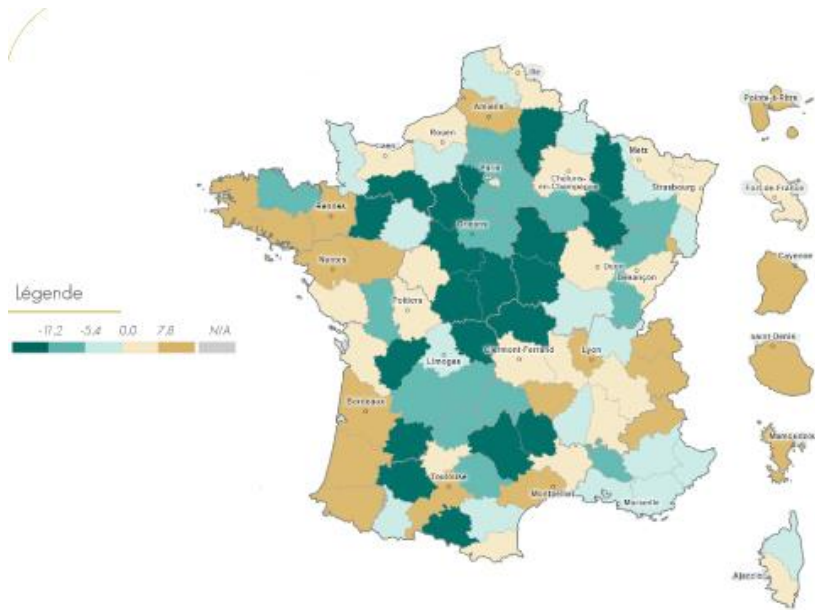 Lille
Amiens
Rouen
Caen
Metz
Paris
Chalons-
en-Champagne
Strasbourg
Rennes
Orléans
Nantes
Dijon
Besançon
Poitiers
Limoges
Clermont-Ferrand
Lyon
Bordeaux
Toulouse
Montpellier
Marseille
Ajaccio
Pointe-à-Pitre
Fort-de-France
Cayenne
Saint-Denis
Mamoudzou
Légende
-11,2 -5,4 0,0 7,8 N/A